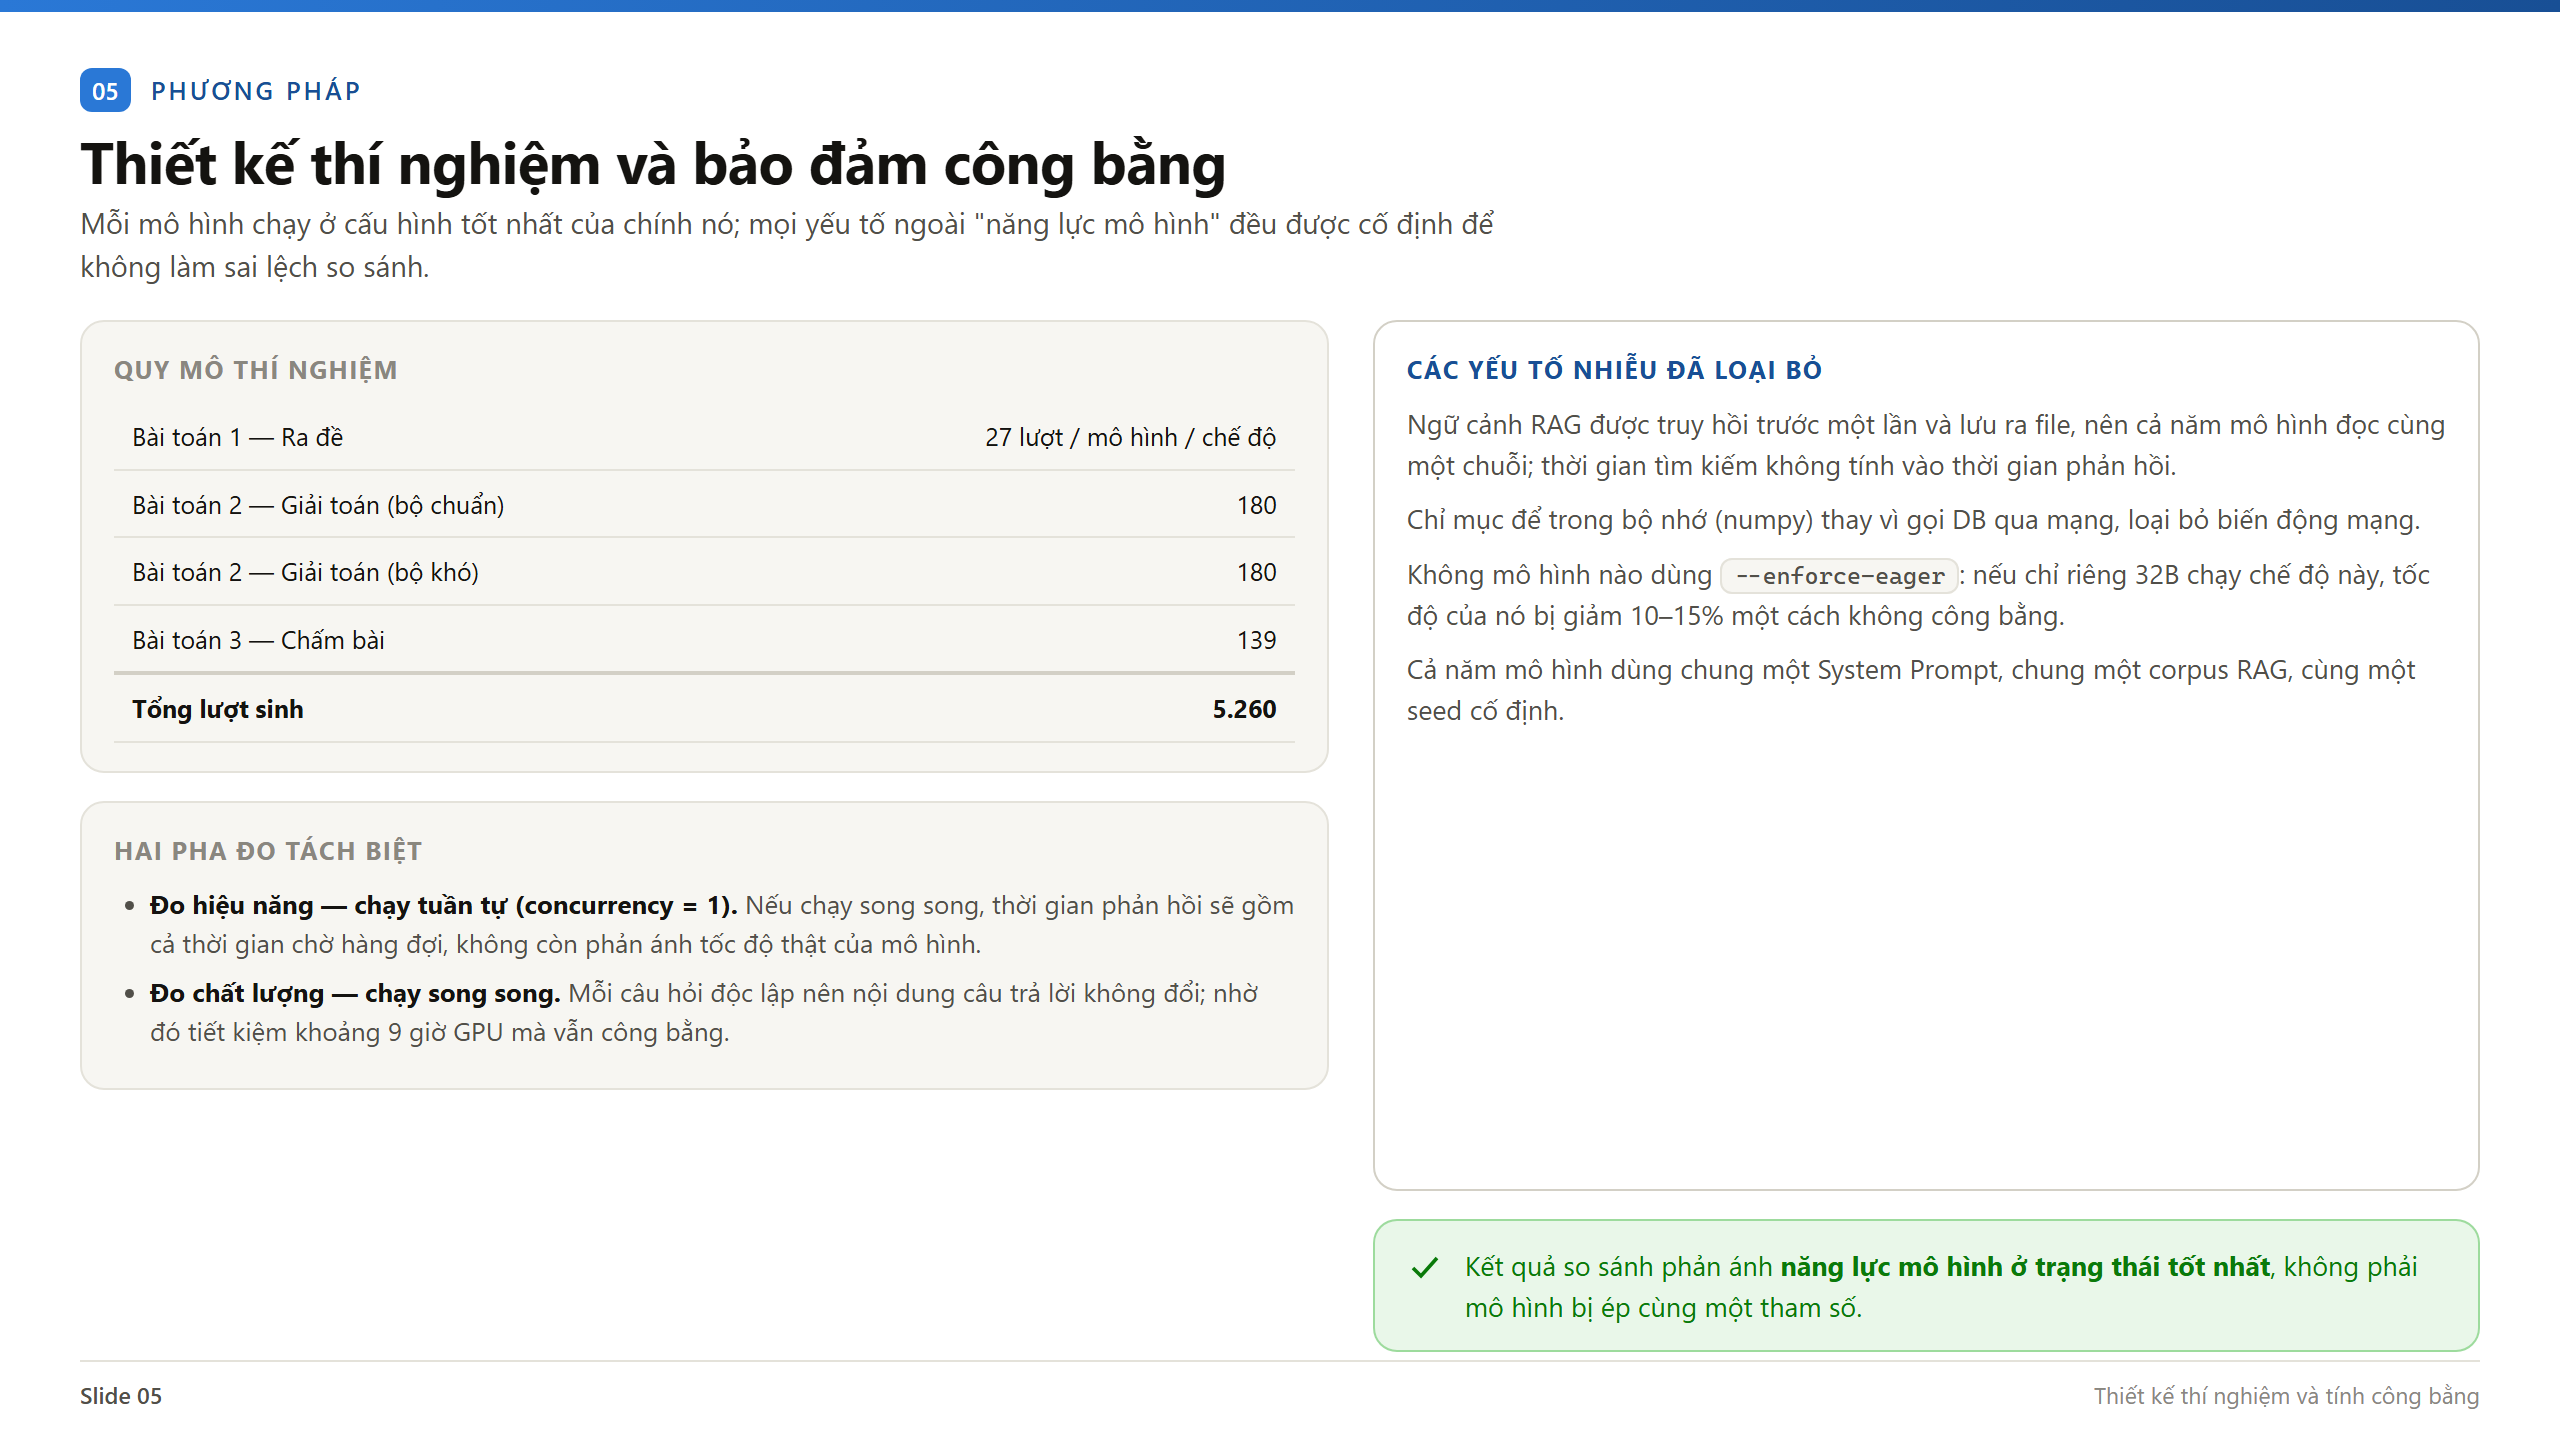 05 PHƯƠNG PHÁP
Thiết kế thí nghiệm và bảo đảm công bằng
Mỗi mô hình chạy ở cấu hình tốt nhất của chính nó; mọi yếu tố ngoài "năng lực mô hình" đều được cố định để
không làm sai lệch so sánh.
QUY MÔ THÍ NGHIỆM
Bài toán 1 — Ra đề 27 lượt / mô hình / chế độ
Bài toán 2 — Giải toán (bộ chuẩn) 180
Bài toán 2 — Giải toán (bộ khó) 180
Bài toán 3 — Chấm bài 139
Tổng lượt sinh 5.260
HAI PHA ĐO TÁCH BIỆT
• Đo hiệu năng — chạy tuần tự (concurrency = 1). Nếu chạy song song, thời gian phản hồi sẽ gồm
cả thời gian chờ hàng đợi, không còn phản ánh tốc độ thật của mô hình.
• Đo chất lượng — chạy song song. Mỗi câu hỏi độc lập nên nội dung câu trả lời không đổi; nhờ
đó tiết kiệm khoảng 9 giờ GPU mà vẫn công bằng.
CÁC YẾU TỐ NHIỄU ĐÃ LOẠI BỎ
Ngữ cảnh RAG được truy hồi trước một lần và lưu ra file, nên cả năm mô hình đọc cùng
một chuỗi; thời gian tìm kiếm không tính vào thời gian phản hồi.
Chỉ mục để trong bộ nhớ (numpy) thay vì gọi DB qua mạng, loại bỏ biến động mạng.
Không mô hình nào dùng --enforce-eager: nếu chỉ riêng 32B chạy chế độ này, tốc
độ của nó bị giảm 10–15% một cách không công bằng.
Cả năm mô hình dùng chung một System Prompt, chung một corpus RAG, cùng một
seed cố định.
✓ Kết quả so sánh phản ánh năng lực mô hình ở trạng thái tốt nhất, không phải
mô hình bị ép cùng một tham số.
Slide 05
Thiết kế thí nghiệm và tính công bằng